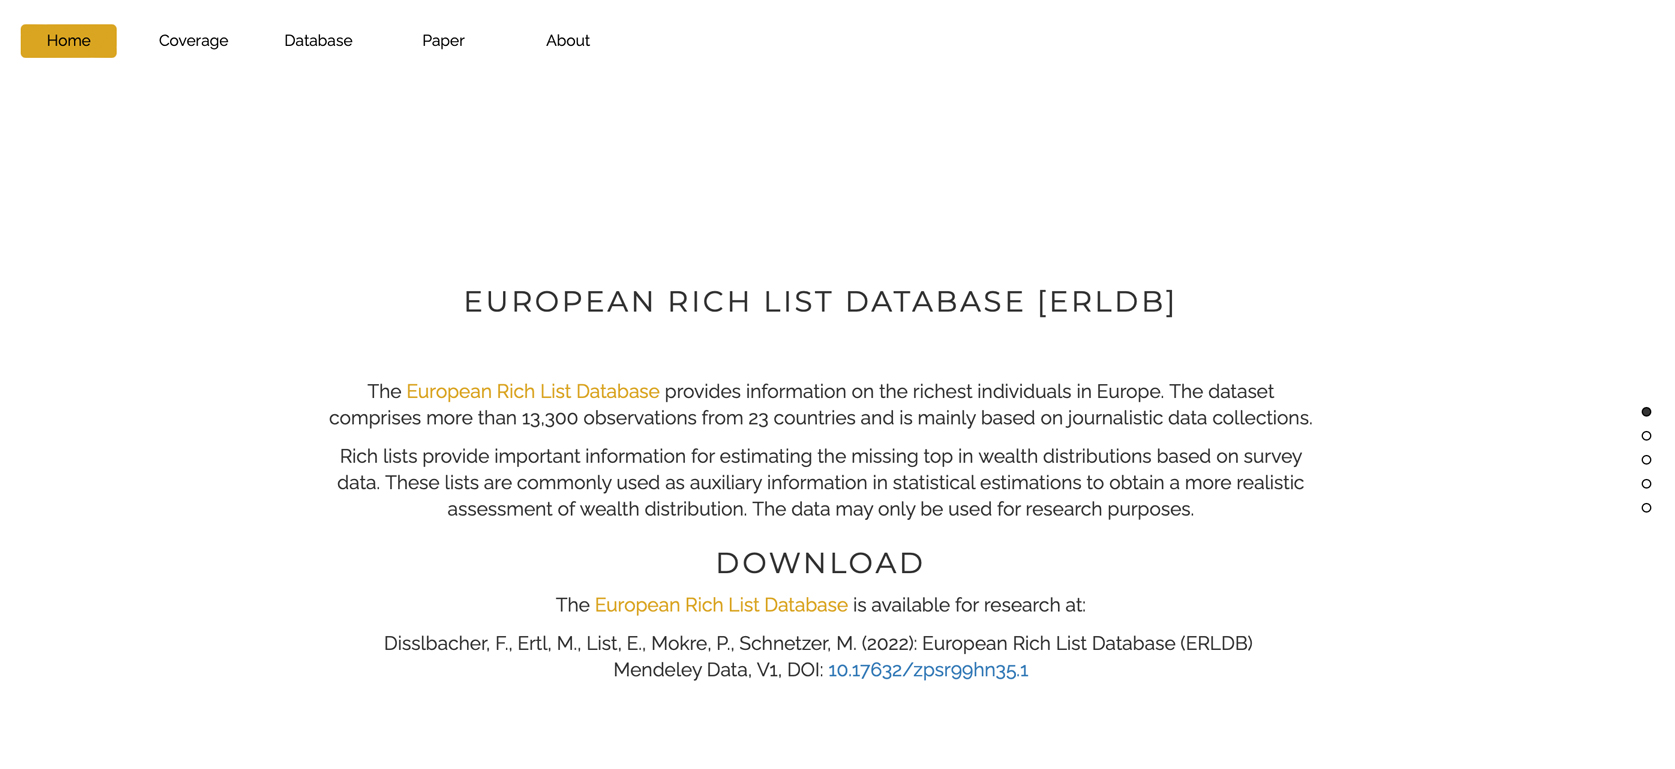 Home Coverage Database Paper About
EUROPEAN RICH LIST DATABASE [ERLDB]
The European Rich List Database provides information on the richest individuals in Europe. The dataset
comprises more than 13,300 observations from 23 countries and is mainly based on journalistic data collections.
Rich lists provide important information for estimating the missing top in wealth distributions based on survey
data. These lists are commonly used as auxiliary information in statistical estimations to obtain a more realistic
assessment of wealth distribution. The data may only be used for research purposes.
DOWNLOAD
The European Rich List Database is available for research at:
Disslbacher, F., Ertl, M., List, E., Mokre, P., Schnetzer, M. (2022): European Rich List Database (ERLDB)
Mendeley Data, V1, DOI: 10.17632/zpsr99hn35.1